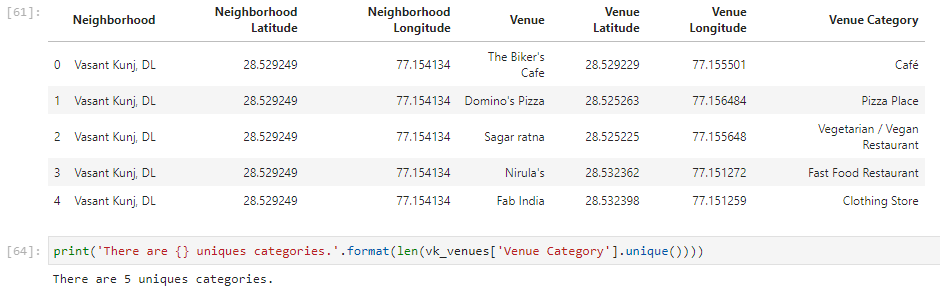 [61]:
Neighborhood Neighborhood Latitude Neighborhood Longitude Venue Venue Latitude Venue Longitude Venue Category
0 Vasant Kunj, DL 28.529249 77.154134 The Biker's Cafe 28.529229 77.155501 Café
1 Vasant Kunj, DL 28.529249 77.154134 Domino's Pizza 28.525263 77.156484 Pizza Place
2 Vasant Kunj, DL 28.529249 77.154134 Sagar ratna 28.525225 77.155648 Vegetarian / Vegan Restaurant
3 Vasant Kunj, DL 28.529249 77.154134 Nirula's 28.532362 77.151272 Fast Food Restaurant
4 Vasant Kunj, DL 28.529249 77.154134 Fab India 28.532398 77.151259 Clothing Store
[64]: print('There are {} uniques categories.'.format(len(vk_venues['Venue Category'].unique())))
There are 5 uniques categories.